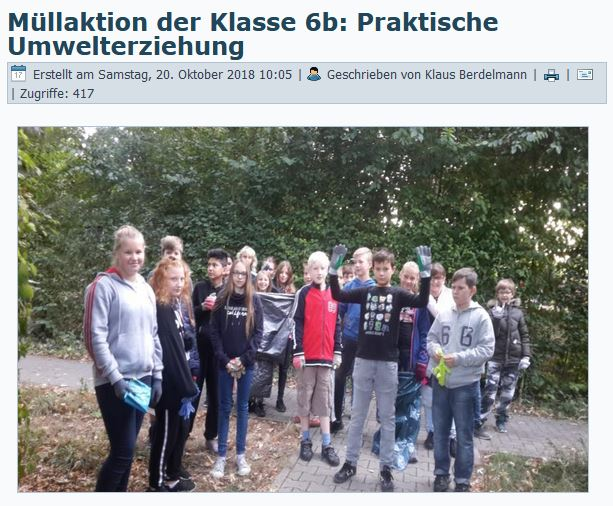 Müllaktion der Klasse 6b: Praktische
Umwelterziehung
Erstellt am Samstag, 20. Oktober 2018 10:05 | Geschrieben von Klaus Berdelmann | |
| Zugriffe: 417